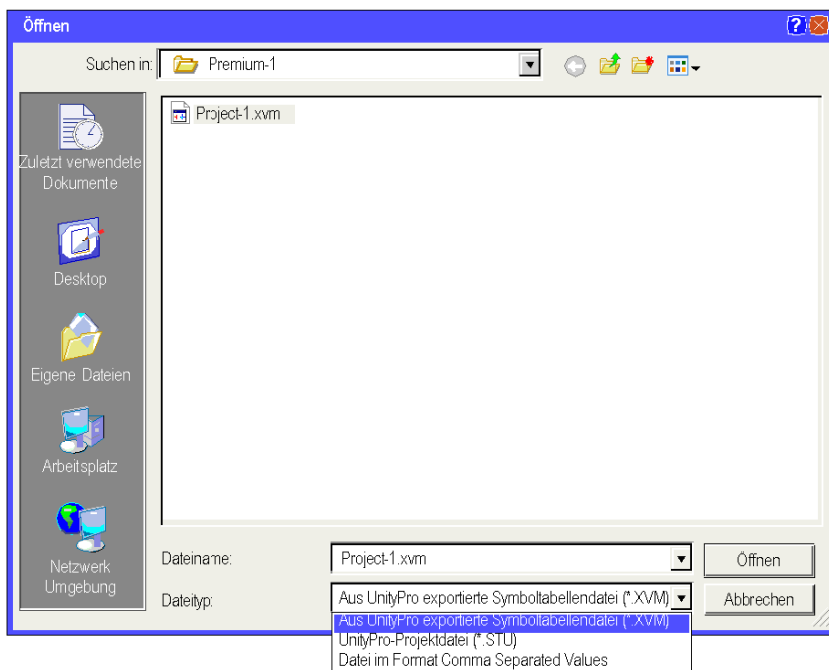 Öffnen
Suchen in:
Premium-1
Project-1.xvm
Zuletzt verwendete
Dokumente
Desktop
Eigene Dateien
Arbeitsplatz
Netzwerk
Umgebung
Dateiname:
Project-1.xvm
Öffnen
Dateityp:
Aus UnityPro exportierte Symboltabellendatei (*.XVM)
Abbrechen
Aus UnityPro exportierte Symboltabellendatei (*.XVM)
UnityPro-Projektdatei (*.STU)
Datei im Format Comma Separated Values